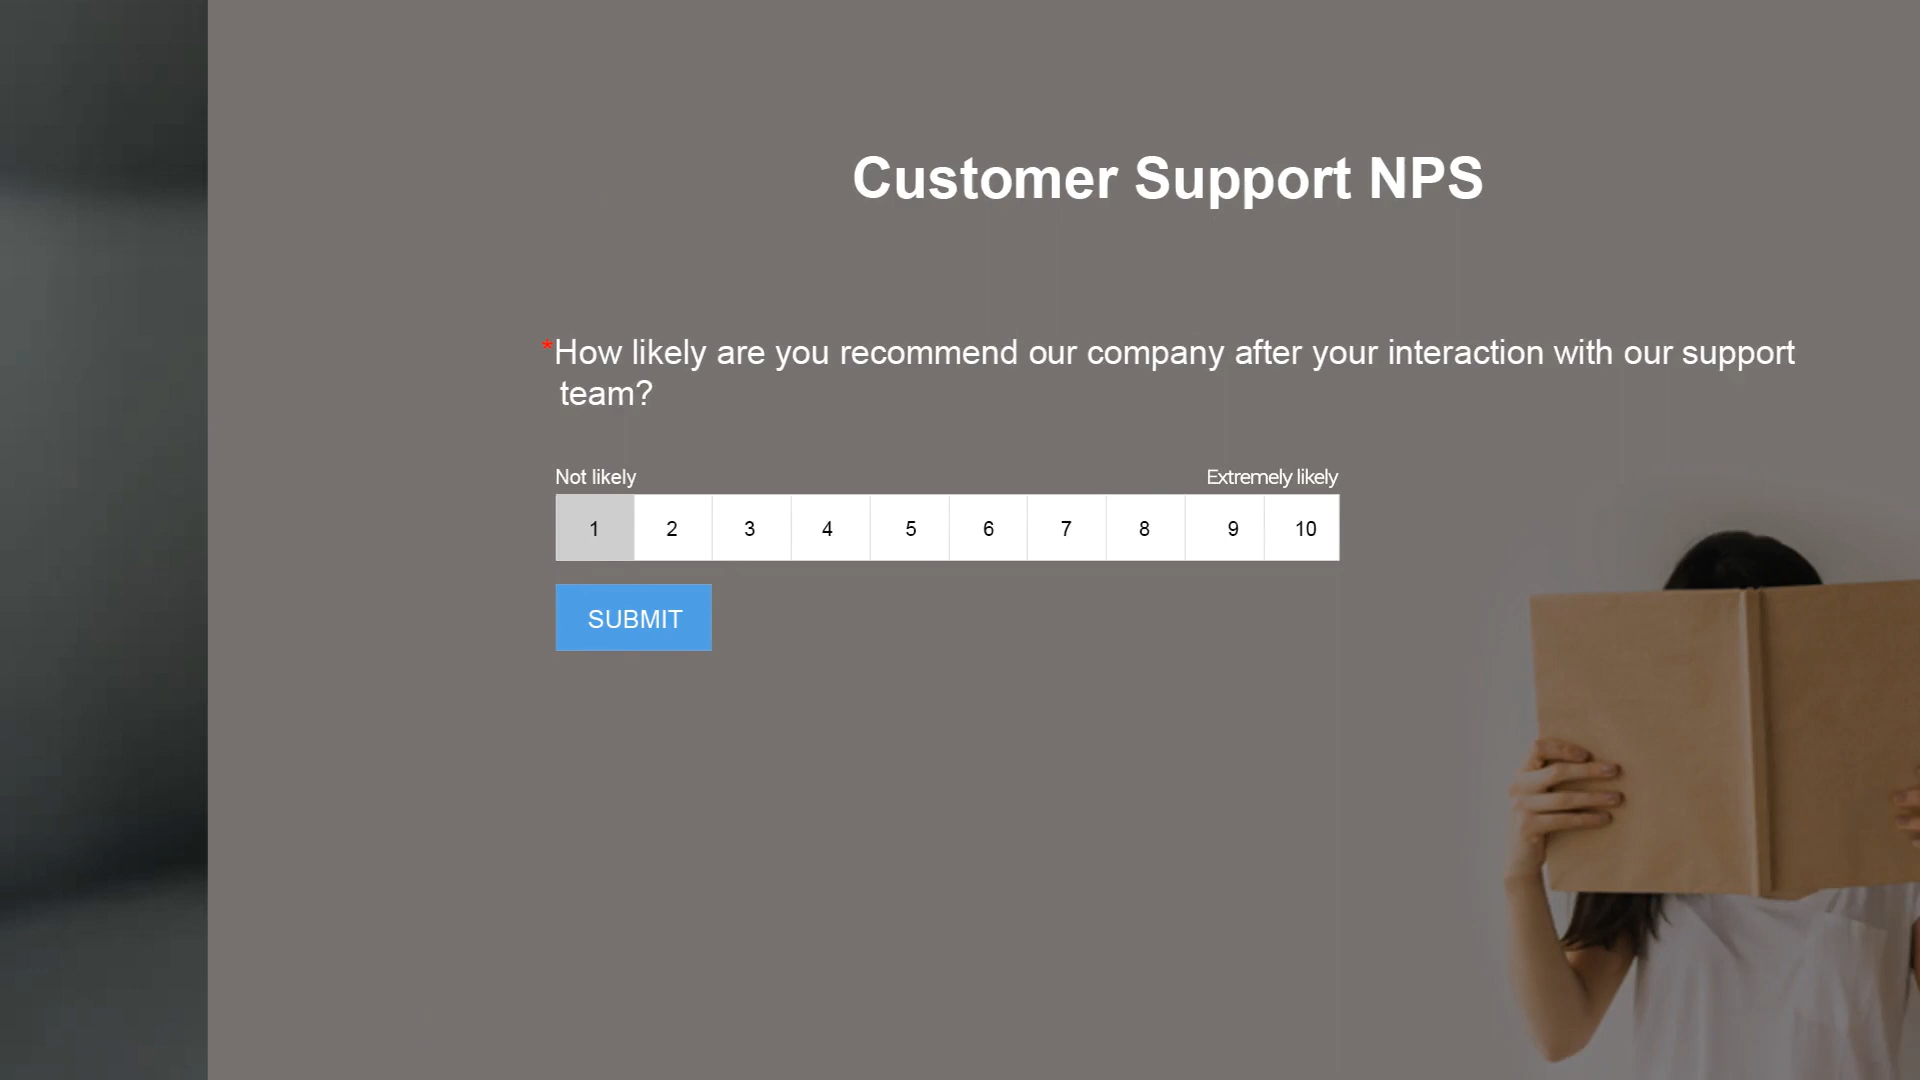 Customer Support NPS
*How likely are you recommend our company after your interaction with our support
team?
Not likely Extremely likely
1 2 3 4 5 6 7 8 9 10
SUBMIT